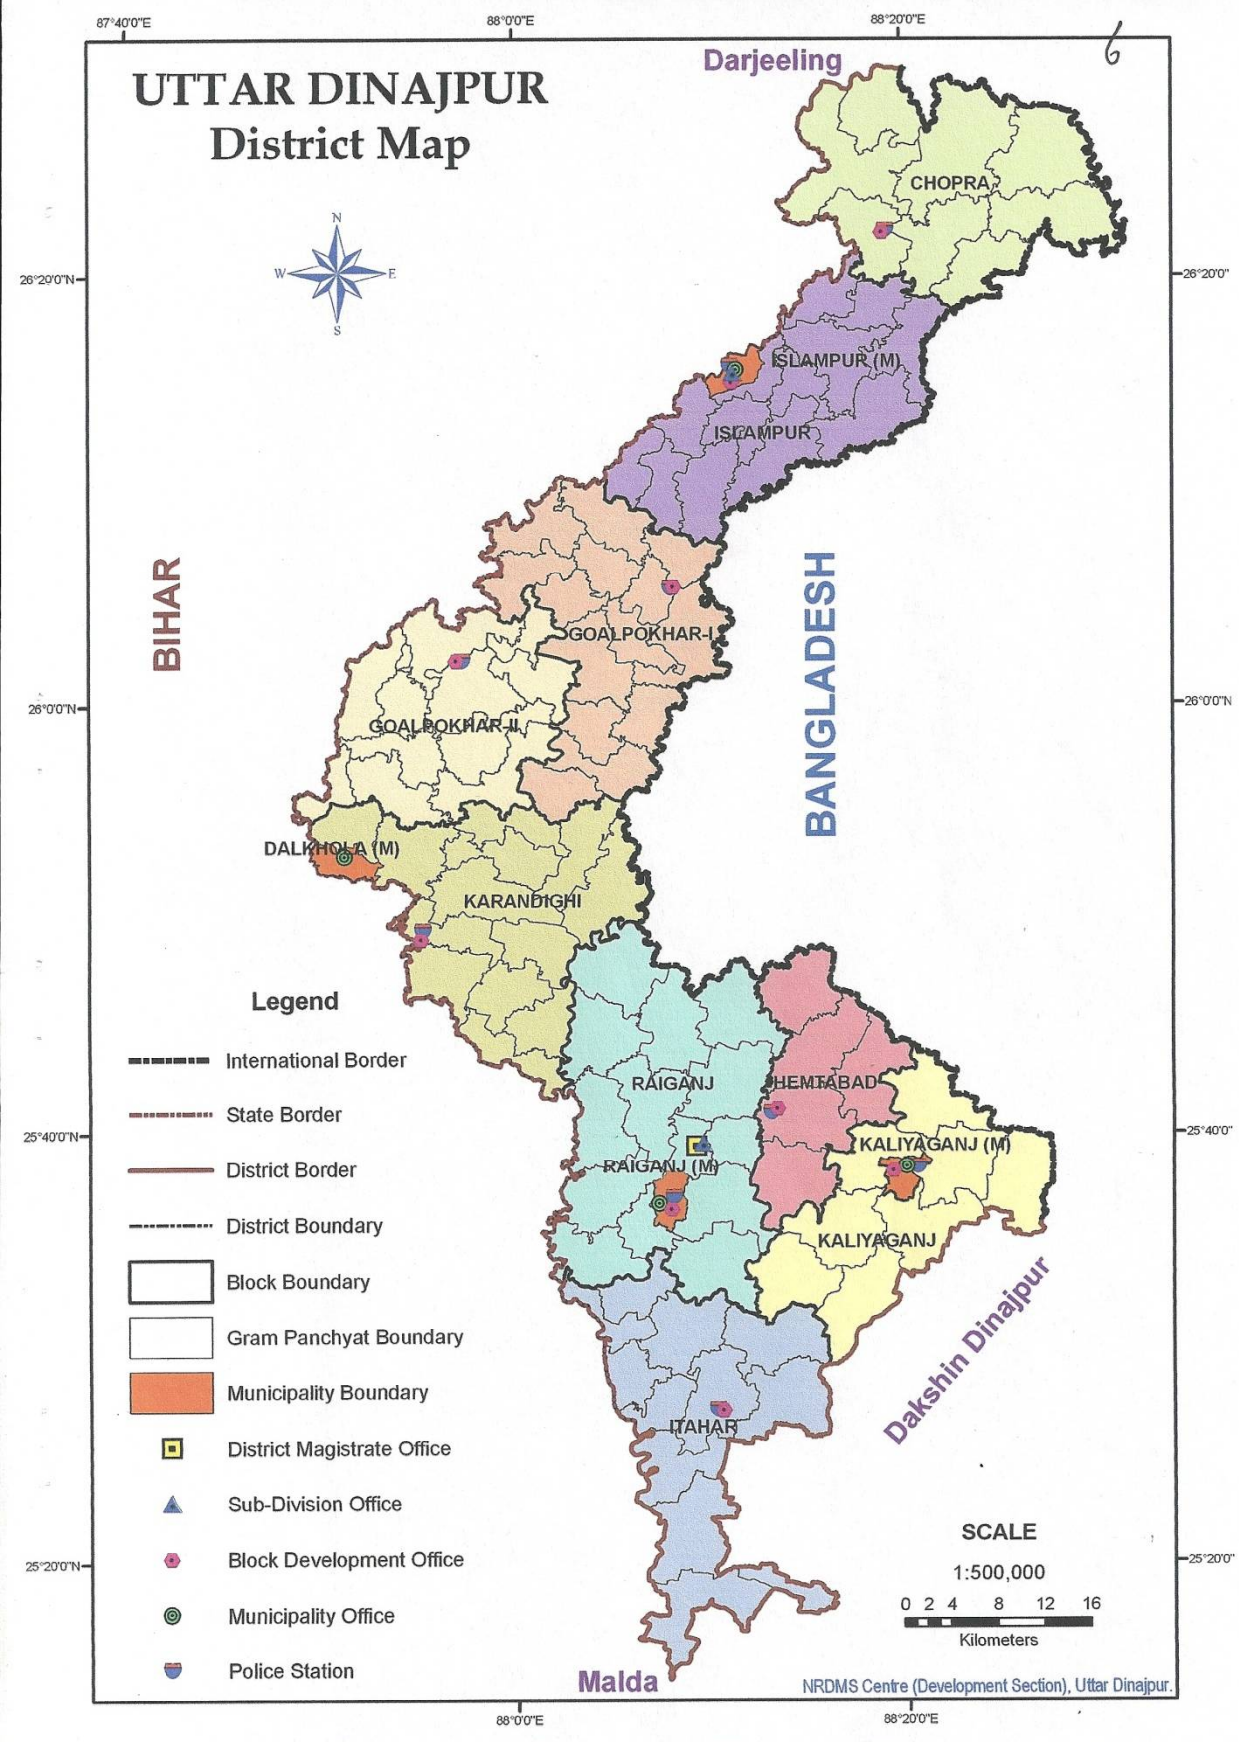 87°40'0"E
88°0'0"E
88°20'0"E
6
Darjeeling
UTTAR DINAJPUR
District Map
CHOPRA
N
W
E
S
26°20'0"N
26°20'0"
ISLAMPUR (M)
ISLAMPUR
BIHAR
BANGLADESH
GOALPOKHAR-I
26°0'0"N
26°0'0"N
GOALPOKHAR-II
DALKHOLA (M)
KARANDIGHI
RAIGANJ
HEMTABAD
25°40'0"N
25°40'0"
KALIYAGANJ (M)
RAIGANJ (M)
KALIYAGANJ
Dakshin Dinajpur
ITAHAR
Legend
International Border
State Border
District Border
District Boundary
Block Boundary
Gram Panchyat Boundary
Municipality Boundary
District Magistrate Office
Sub-Division Office
Block Development Office
Municipality Office
Police Station
25°20'0"N
25°20'0"
SCALE
1:500,000
0 2 4 8 12 16
Kilometers
Malda
NRDMS Centre (Development Section), Uttar Dinajpur.
88°0'0"E
88°20'0"E